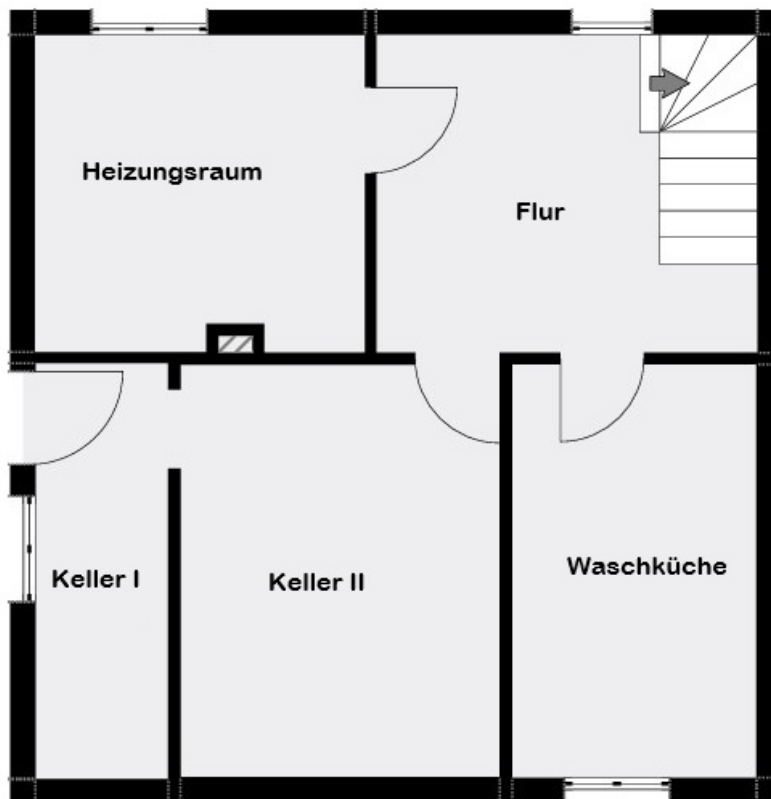 Heizungsraum
Flur
Keller I
Keller II
Waschküche